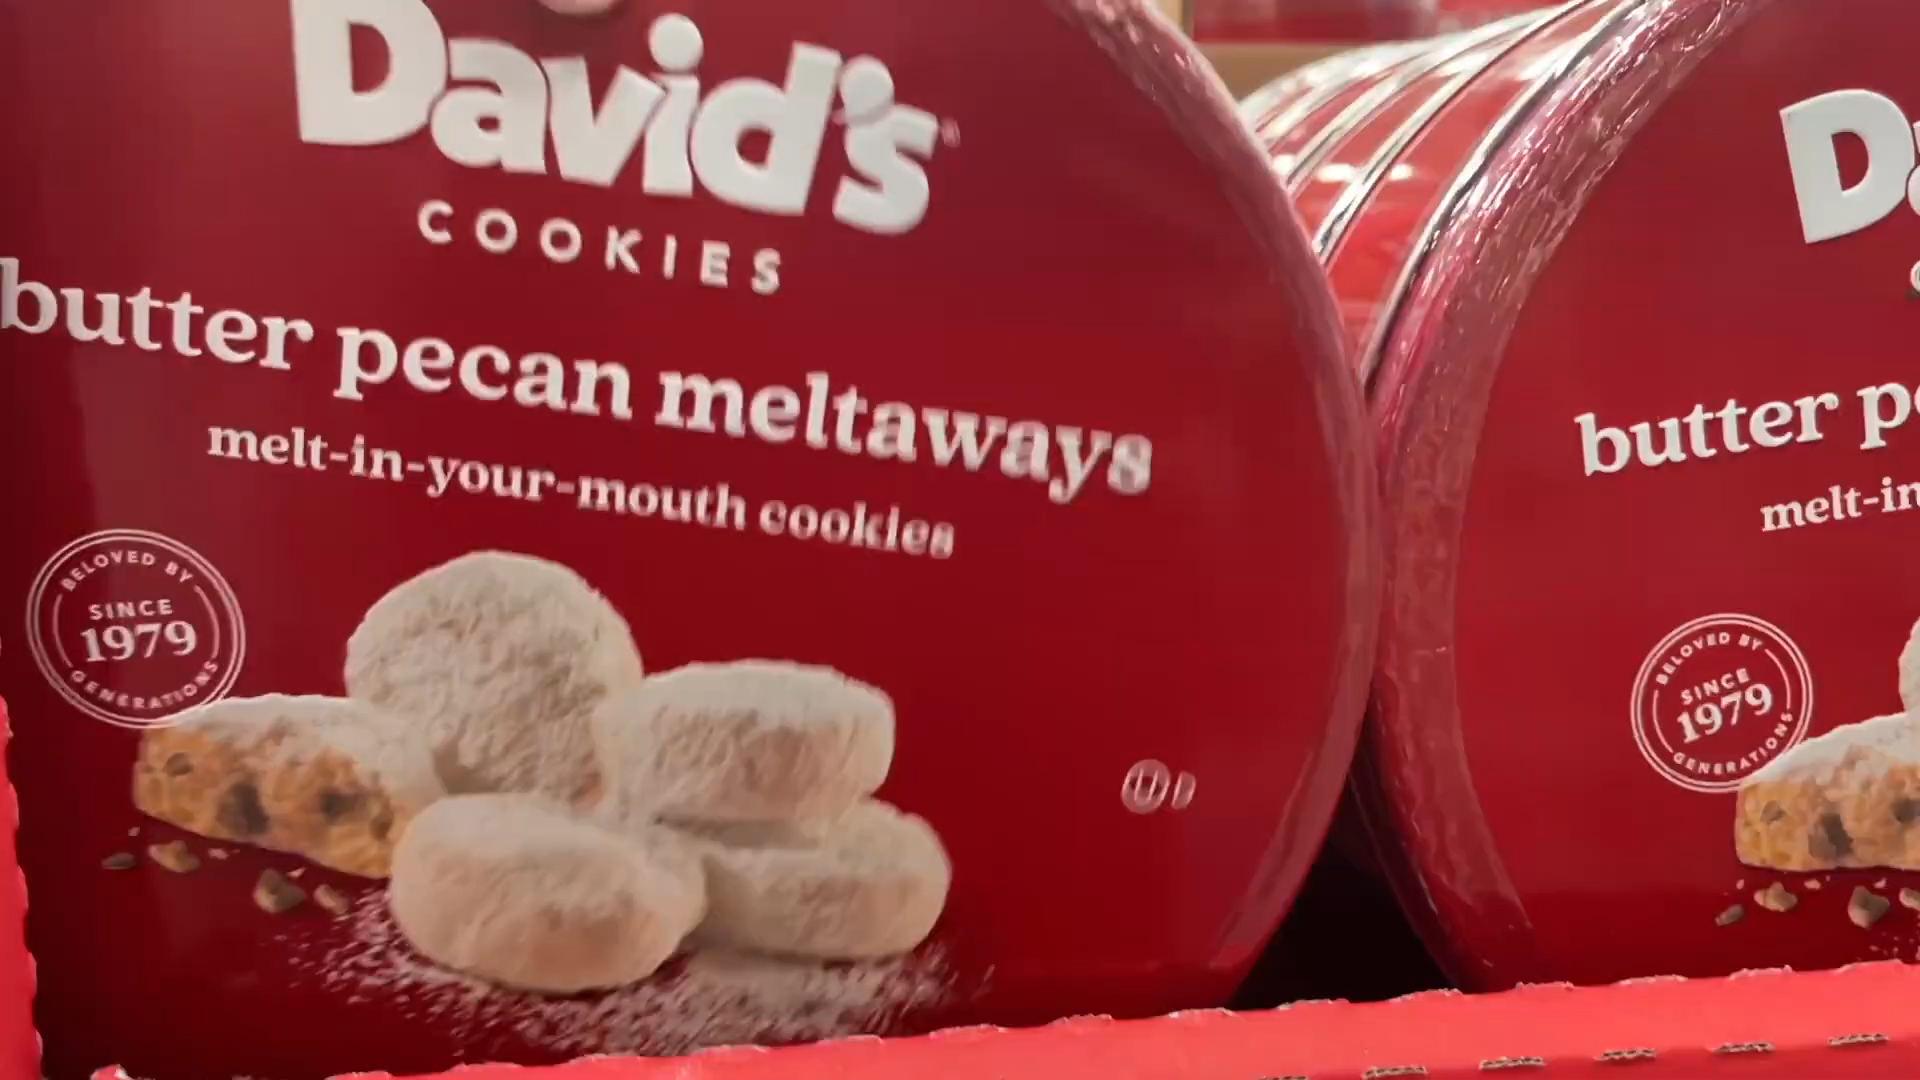 David's
COOKIES
butter pecan meltaways
melt-in-your-mouth cookies
BELOVED BY
SINCE
1979
GENERATIONS
U D
butter
melt-in
BELOVED BY
SINCE
1979
GENERATIONS